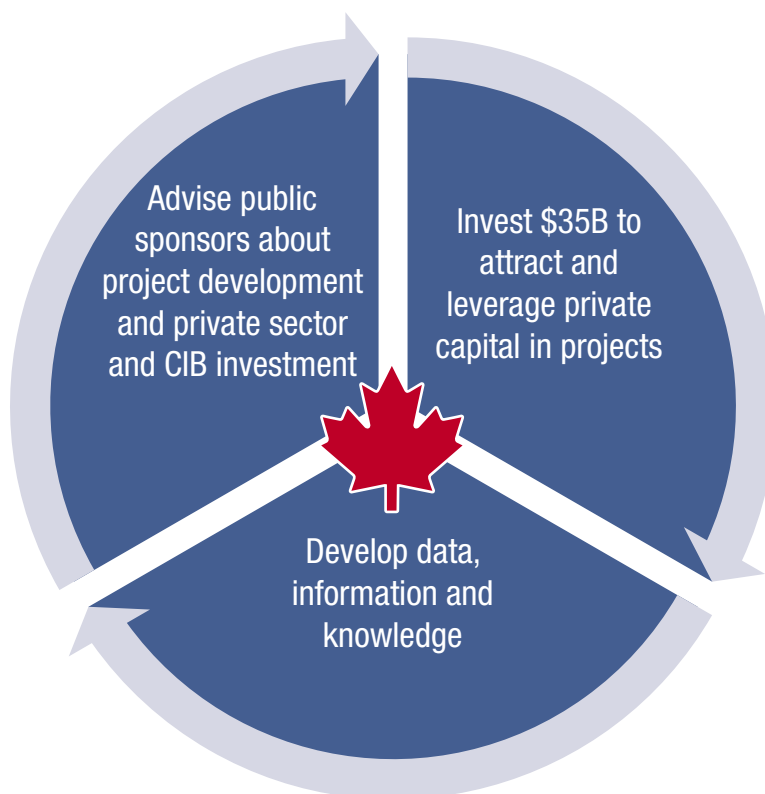 Advise public
sponsors about
project development
and private sector
and CIB investment
Invest $35B to
attract and
leverage private
capital in projects
Develop data,
information and
knowledge